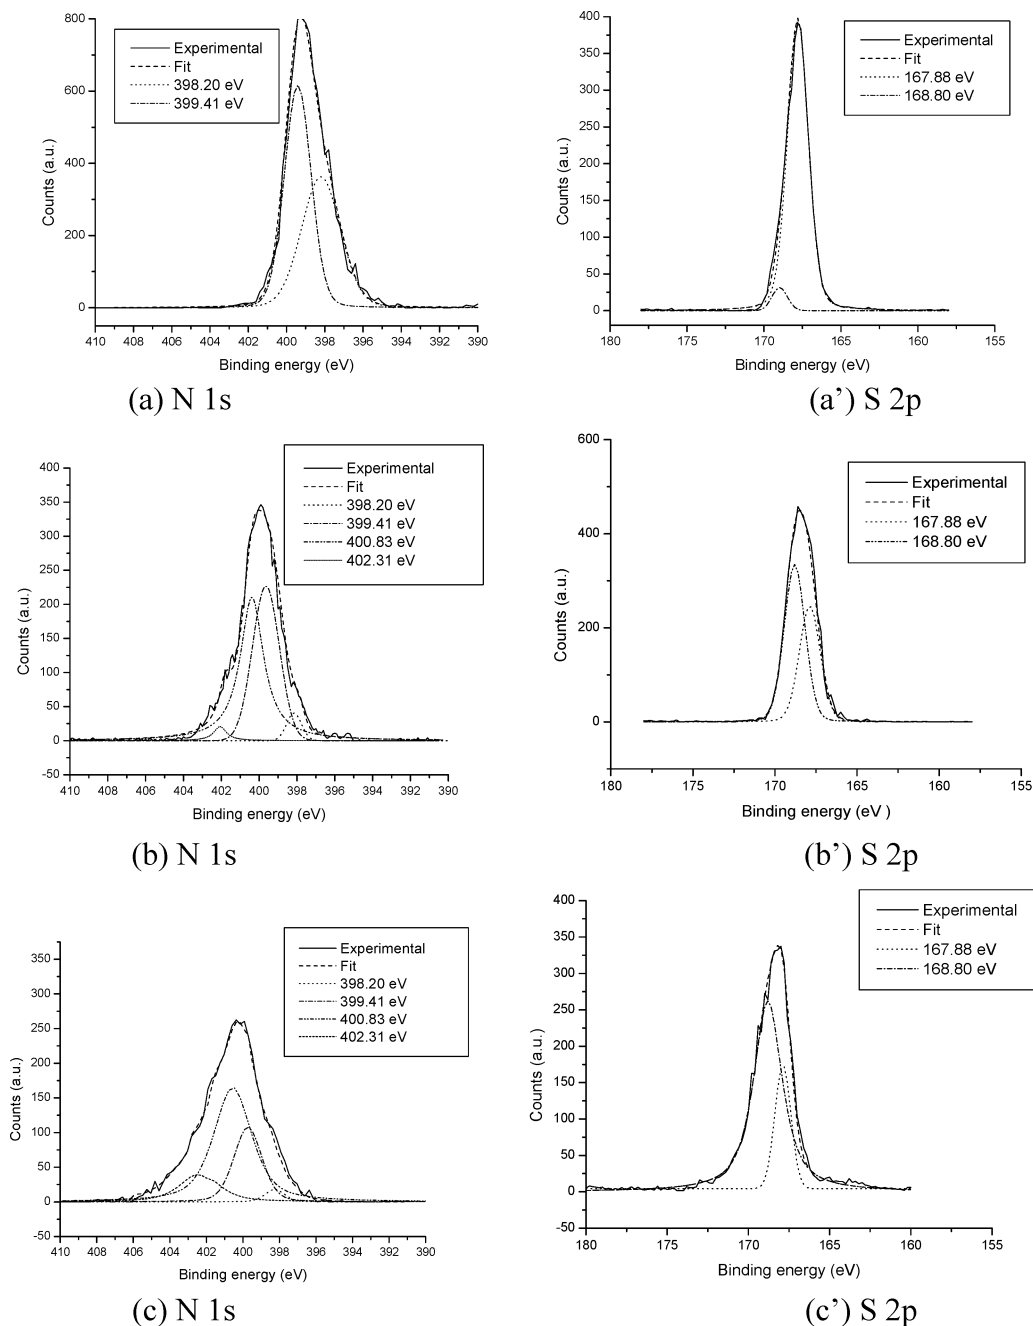 800
600
400
200
0
Experimental
Fit
398.20 eV
399.41 eV
Counts (a.u.)
410 408 406 404 402 400 398 396 394 392 390
Binding energy (eV)
(a) N 1s
400
350
300
250
200
150
100
50
0
Experimental
Fit
167.88 eV
168.80 eV
Counts (a.u.)
180 175 170 165 160 155
Binding energy (eV)
(a’) S 2p
400
350
300
250
200
150
100
50
0
-50
Experimental
Fit
398.20 eV
399.41 eV
400.83 eV
402.31 eV
Counts (a.u.)
410 408 406 404 402 400 398 396 394 392 390
Binding energy (eV)
(b) N 1s
600
400
200
0
Experimental
Fit
167.88 eV
168.80 eV
Counts (a.u.)
180 175 170 165 160 155
Binding energy (eV )
(b’) S 2p
350
300
250
200
150
100
50
0
-50
Experimental
Fit
398.20 eV
399.41 eV
400.83 eV
402.31 eV
Counts (a.u.)
410 408 406 404 402 400 398 396 394 392 390
Binding energy (eV)
(c) N 1s
400
350
300
250
200
150
100
50
0
-50
Experimental
Fit
167.88 eV
168.80 eV
Counts (a.u.)
180 175 170 165 160 155
Binding energy (eV)
(c’) S 2p